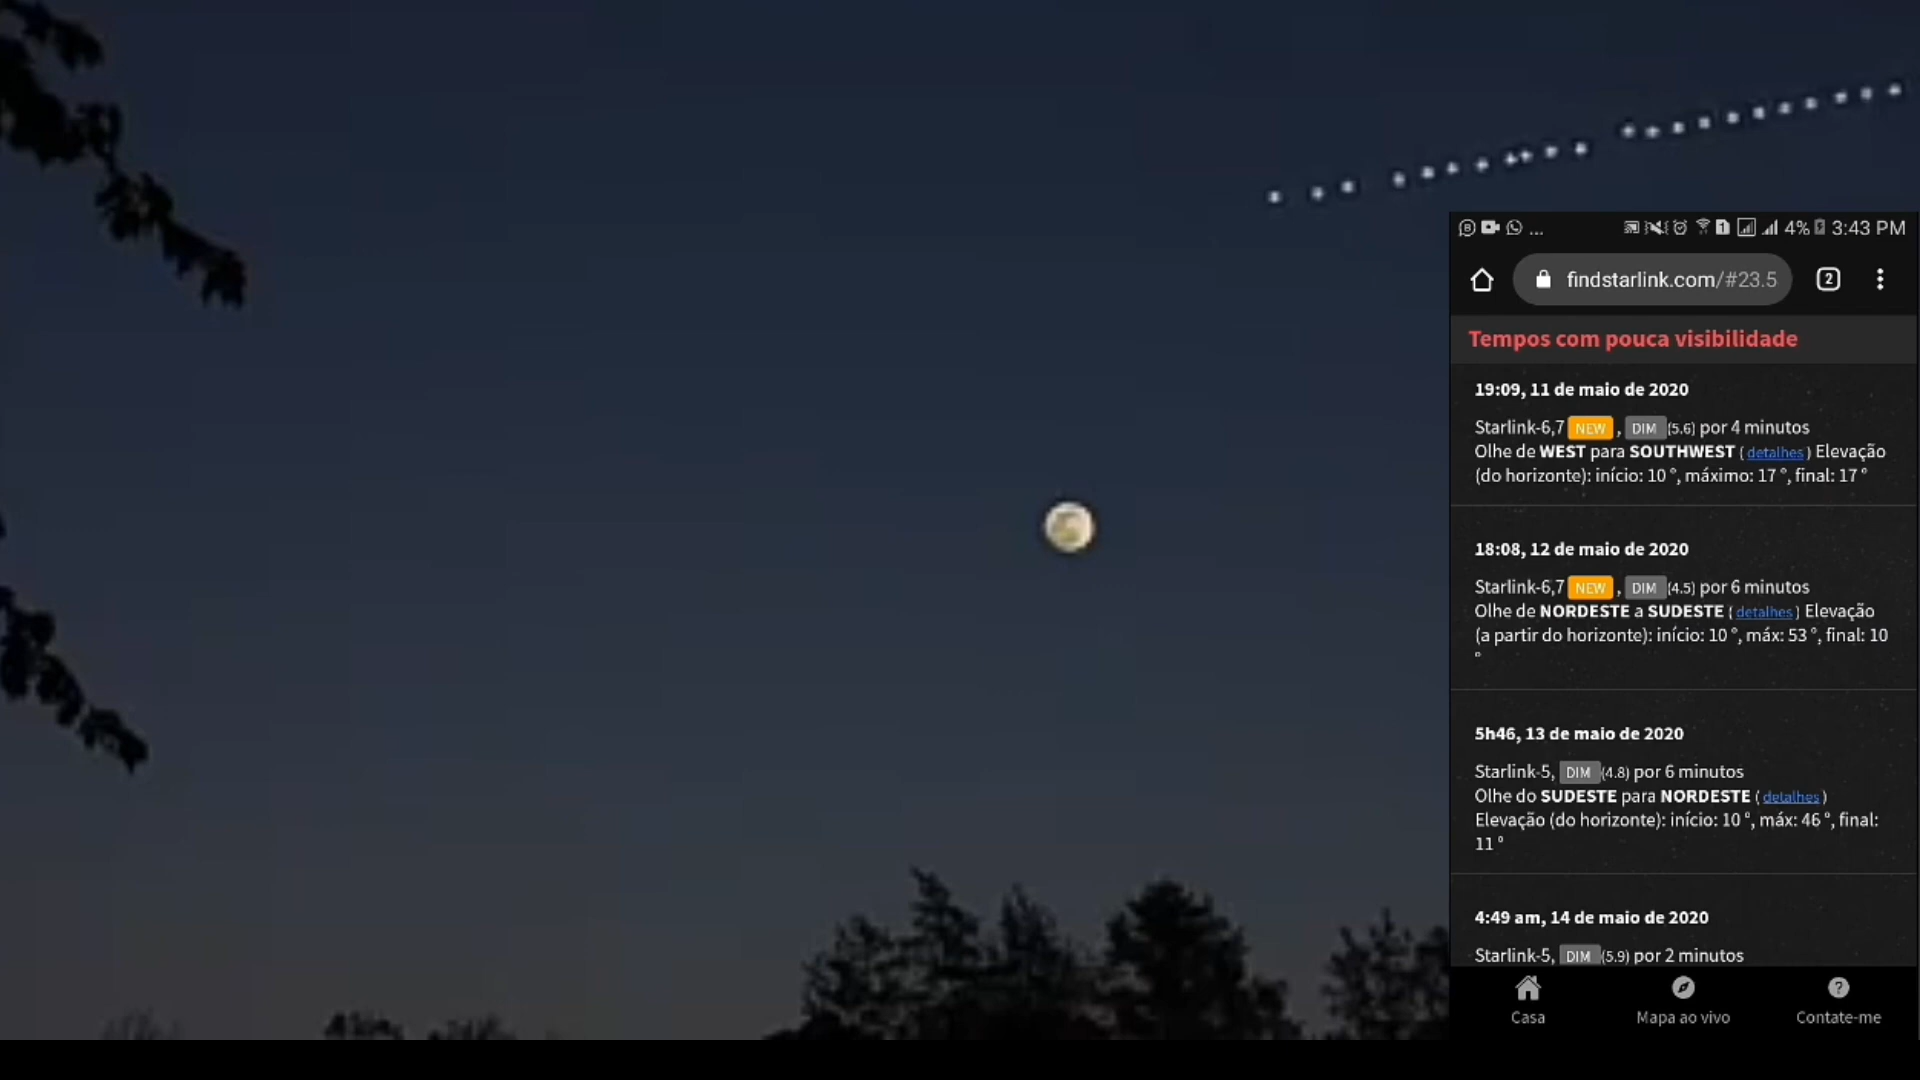 ... 4% 3:43 PM
findstarlink.com/#23.5 2
Tempos com pouca visibilidade
19:09, 11 de maio de 2020
Starlink-6,7 NEW , DIM (5.6) por 4 minutos
Olhe de WEST para SOUTHWEST ( detalhes ) Elevação
(do horizonte): início: 10 °, máximo: 17 °, final: 17 °
18:08, 12 de maio de 2020
Starlink-6,7 NEW , DIM (4.5) por 6 minutos
Olhe de NORDESTE a SUDESTE ( detalhes ) Elevação
(a partir do horizonte): início: 10 °, máx: 53 °, final: 10
°
5h46, 13 de maio de 2020
Starlink-5, DIM (4.8) por 6 minutos
Olhe do SUDESTE para NORDESTE ( detalhes )
Elevação (do horizonte): início: 10 °, máx: 46 °, final:
11 °
4:49 am, 14 de maio de 2020
Starlink-5, DIM (5.9) por 2 minutos
Casa Mapa ao vivo Contate-me